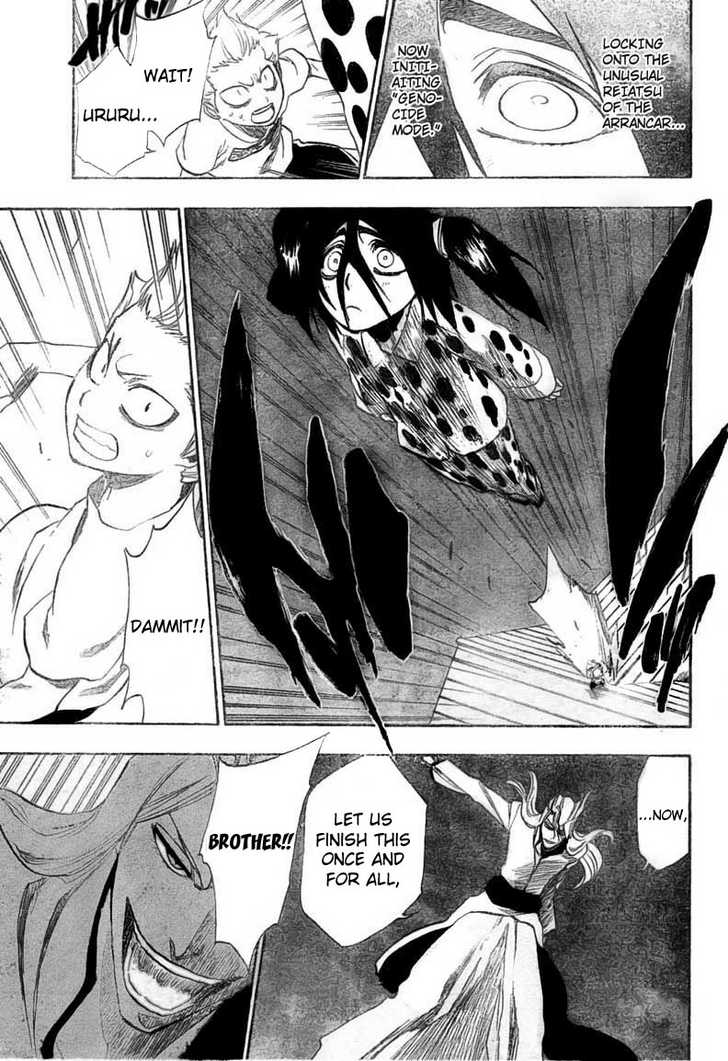 LOCKING
ONTO THE
UNUSUAL
REIATSU
OF THE
ARRANCAR...
NOW
INITI-
AITING
"GENO-
CIDE
MODE."
WAIT!
URURU...
DAMMIT!!
...NOW,
LET US
FINISH THIS
ONCE AND
FOR ALL,
BROTHER!!